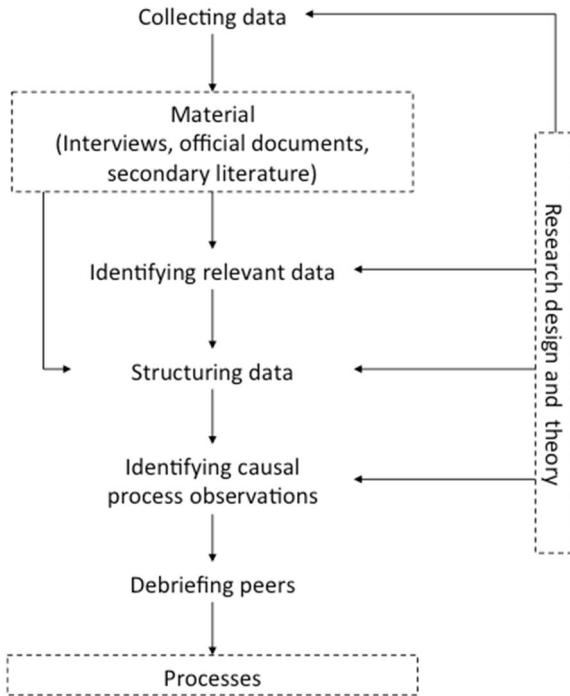 Collecting data
Material
(Interviews, official documents,
secondary literature)
Identifying relevant data
Structuring data
Identifying causal
process observations
Debriefing peers
Processes
Research design and theory